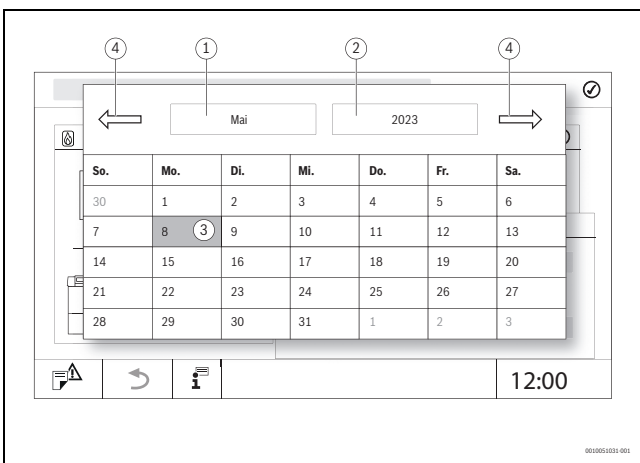 4 1 2 4
Mai 2023
So. Mo. Di. Mi. Do. Fr. Sa.
30 1 2 3 4 5 6
7 8 3 9 10 11 12 13
14 15 16 17 18 19 20
21 22 23 24 25 26 27
28 29 30 31 1 2 3
12:00
0010051031-001